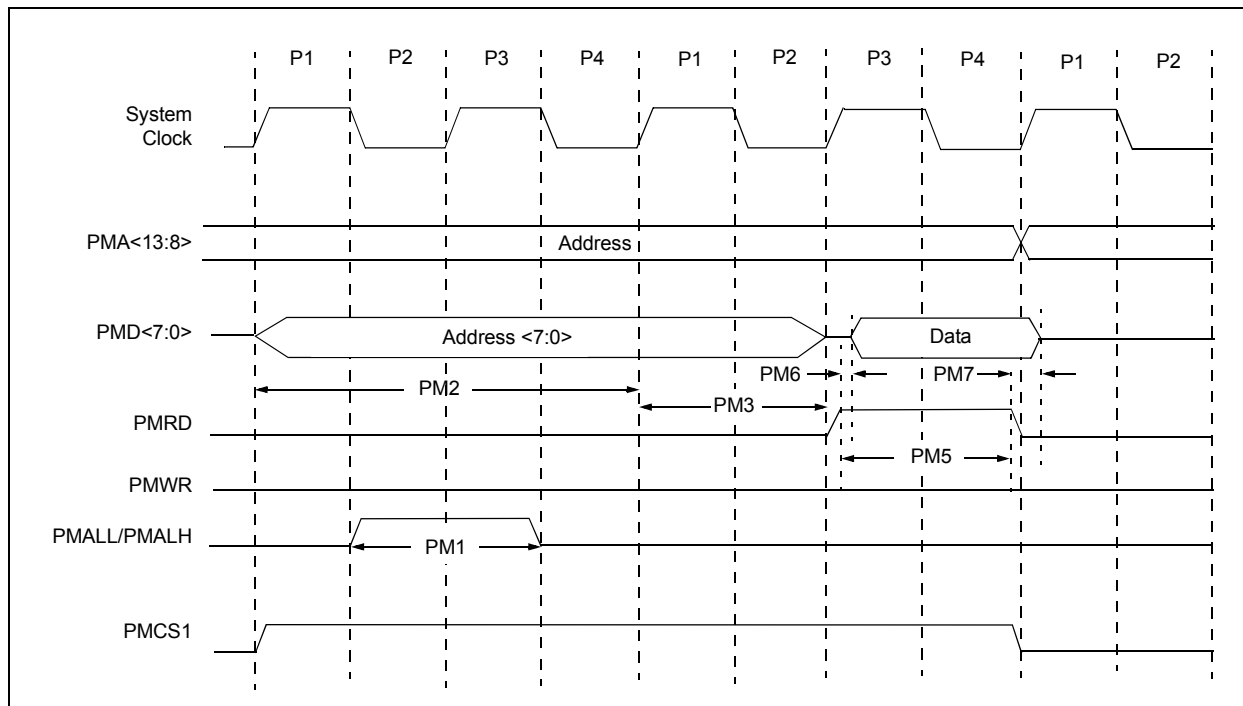 P1 P2 P3 P4 P1 P2 P3 P4 P1 P2
System
Clock
PMA<13:8>
Address
PMD<7:0>
Address <7:0>
Data
PM6
PM7
PM2
PM3
PMRD
PM5
PMWR
PMALL/PMALH
PM1
PMCS1